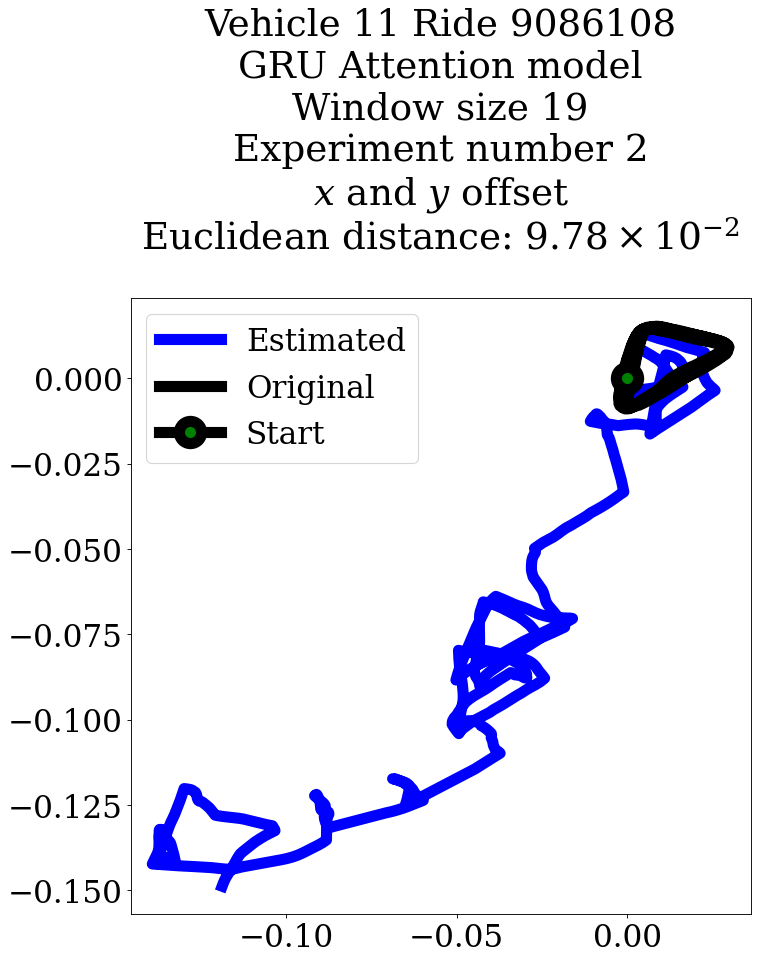 Vehicle 11 Ride 9086108
GRU Attention model
Window size 19
Experiment number 2
x and y offset
Euclidean distance: 9.78 × 10⁻²
Estimated
Original
Start
0.000
−0.025
−0.050
−0.075
−0.100
−0.125
−0.150
−0.10
−0.05
0.00